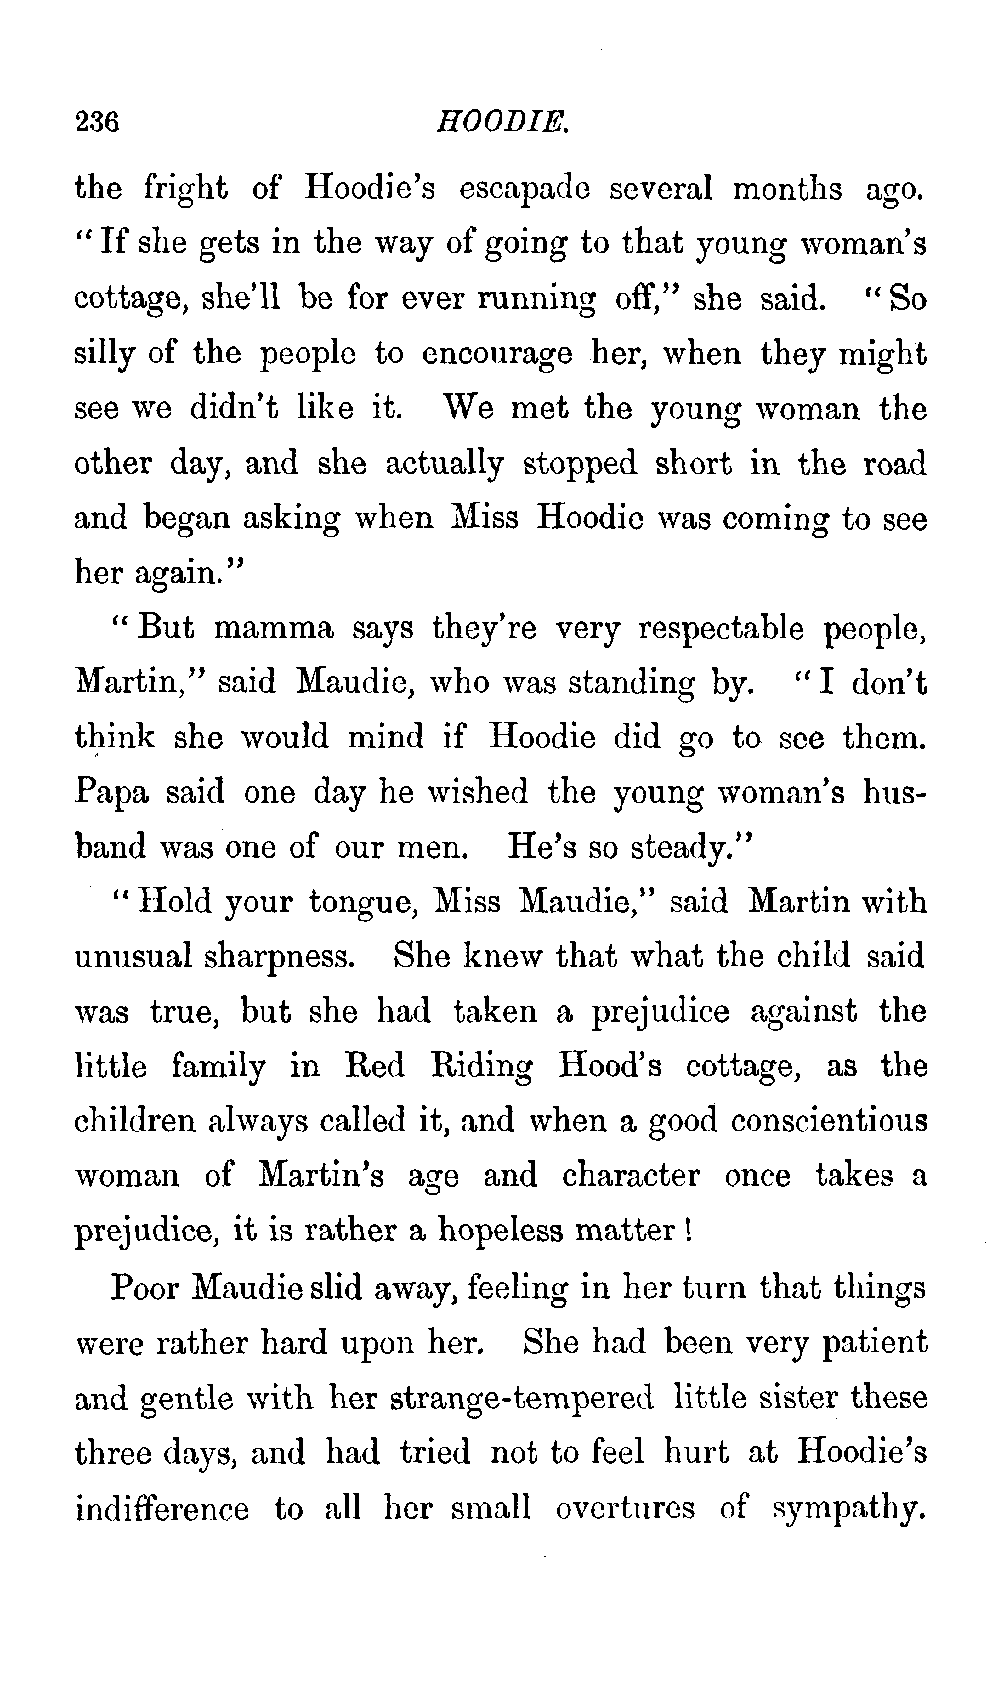 236 HOODIE.
the fright of Hoodie's escapade several months ago.
"If she gets in the way of going to that young woman's
cottage, she'll be for ever running off," she said. "So
silly of the people to encourage her, when they might
see we didn't like it. We met the young woman the
other day, and she actually stopped short in the road
and began asking when Miss Hoodie was coming to see
her again."
"But mamma says they're very respectable people,
Martin," said Maudie, who was standing by. "I don't
think she would mind if Hoodie did go to see them.
Papa said one day he wished the young woman's hus-
band was one of our men. He's so steady."
"Hold your tongue, Miss Maudie," said Martin with
unusual sharpness. She knew that what the child said
was true, but she had taken a prejudice against the
little family in Red Riding Hood's cottage, as the
children always called it, and when a good conscientious
woman of Martin's age and character once takes a
prejudice, it is rather a hopeless matter!
Poor Maudie slid away, feeling in her turn that things
were rather hard upon her. She had been very patient
and gentle with her strange-tempered little sister these
three days, and had tried not to feel hurt at Hoodie's
indifference to all her small overtures of sympathy.